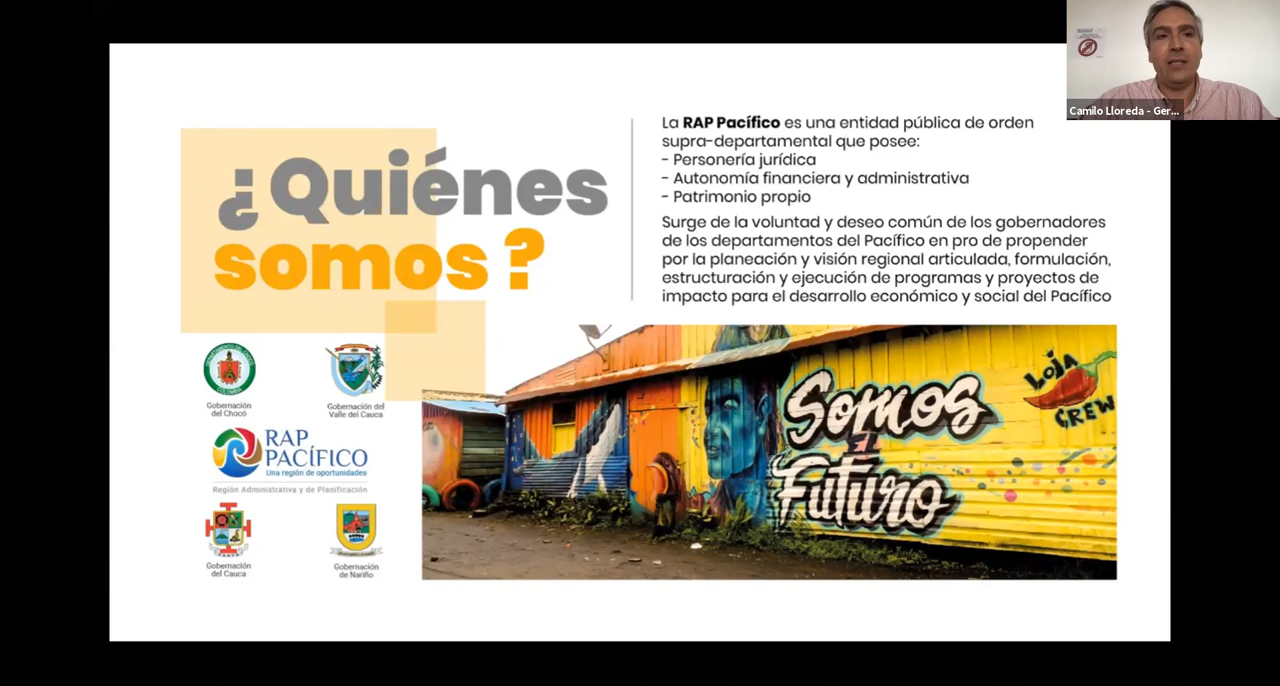 Camilo Lloreda - Ger...
¿Quiénes
somos?
La RAP Pacífico es una entidad pública de orden
supra-departamental que posee:
- Personería jurídica
- Autonomía financiera y administrativa
- Patrimonio propio
Surge de la voluntad y deseo común de los gobernadores
de los departamentos del Pacífico en pro de propender
por la planeación y visión regional articulada, formulación,
estructuración y ejecución de programas y proyectos de
impacto para el desarrollo económico y social del Pacífico
Gobernación
del Chocó
Gobernación del
Valle del Cauca
RAP
PACÍFICO
Una región de oportunidades
Región Administrativa y de Planificación
Gobernación
del Cauca
Gobernación
de Nariño
Somos
El
Futuro
LOJA
CREW